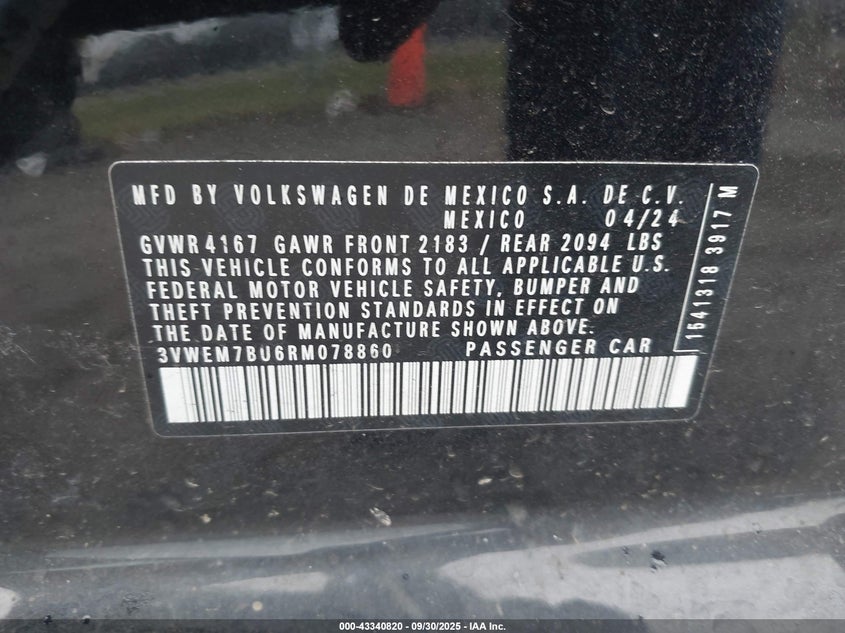 MFD BY VOLKSWAGEN DE MEXICO S.A. DE C.V.
MEXICO 04/24
GVWR 4167 GAWR FRONT 2183 / REAR 2094 LBS
THIS VEHICLE CONFORMS TO ALL APPLICABLE U.S.
FEDERAL MOTOR VEHICLE SAFETY, BUMPER AND
THEFT PREVENTION STANDARDS IN EFFECT ON
THE DATE OF MANUFACTURE SHOWN ABOVE.
3VWEM7BU6RM078860 PASSENGER CAR
1541318 3917 M
000-43340820 - 09/30/2025 - IAA Inc.